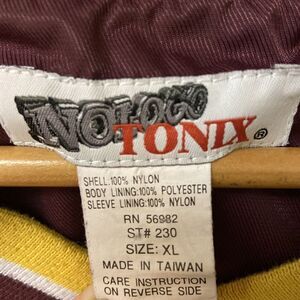 NOLOGO
TONIX®
SHELL:100% NYLON
BODY LINING:100% POLYESTER
SLEEVE LINING:100% NYLON
RN 56982
ST# 230
SIZE: XL
MADE IN TAIWAN
CARE INSTRUCTION
ON REVERSE SIDE